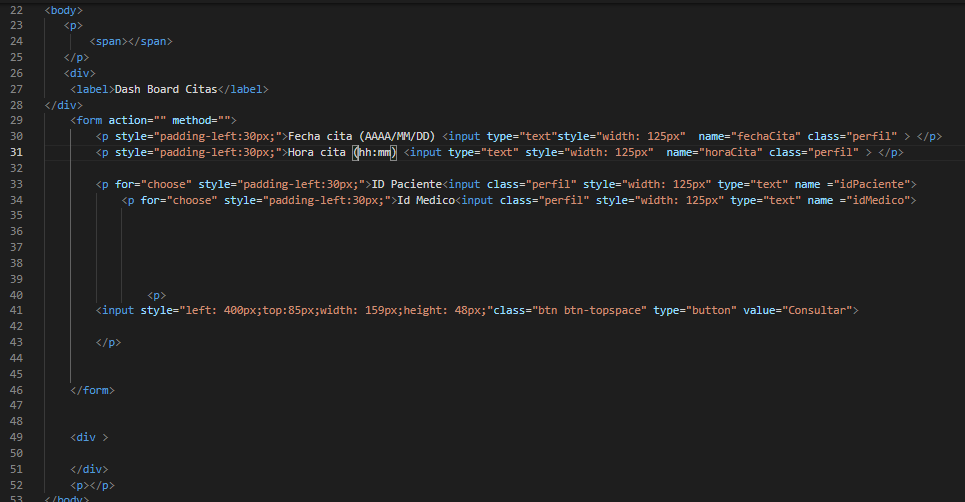 22 <body>
23 <p>
24 <span></span>
25 </p>
26 <div>
27 <label>Dash Board Citas</label>
28 </div>
29 <form action="" method="">
30 <p style="padding-left:30px;">Fecha cita (AAAA/MM/DD) <input type="text"style="width: 125px"  name="fechaCita" class="perfil" > </p>
31 <p style="padding-left:30px;">Hora cita (hh:mm) <input type="text" style="width: 125px"  name="horaCita" class="perfil" > </p>
32
33 <p for="choose" style="padding-left:30px;">ID Paciente<input class="perfil" style="width: 125px" type="text" name ="idPaciente">
34 <p for="choose" style="padding-left:30px;">Id Medico<input class="perfil" style="width: 125px" type="text" name ="idMedico">
35
36
37
38
39
40 <p>
41 <input style="left: 400px;top:85px;width: 159px;height: 48px;"class="btn btn-topspace" type="button" value="Consultar">
42
43 </p>
44
45
46 </form>
47
48
49 <div >
50
51 </div>
52 <p></p>
53 </body>